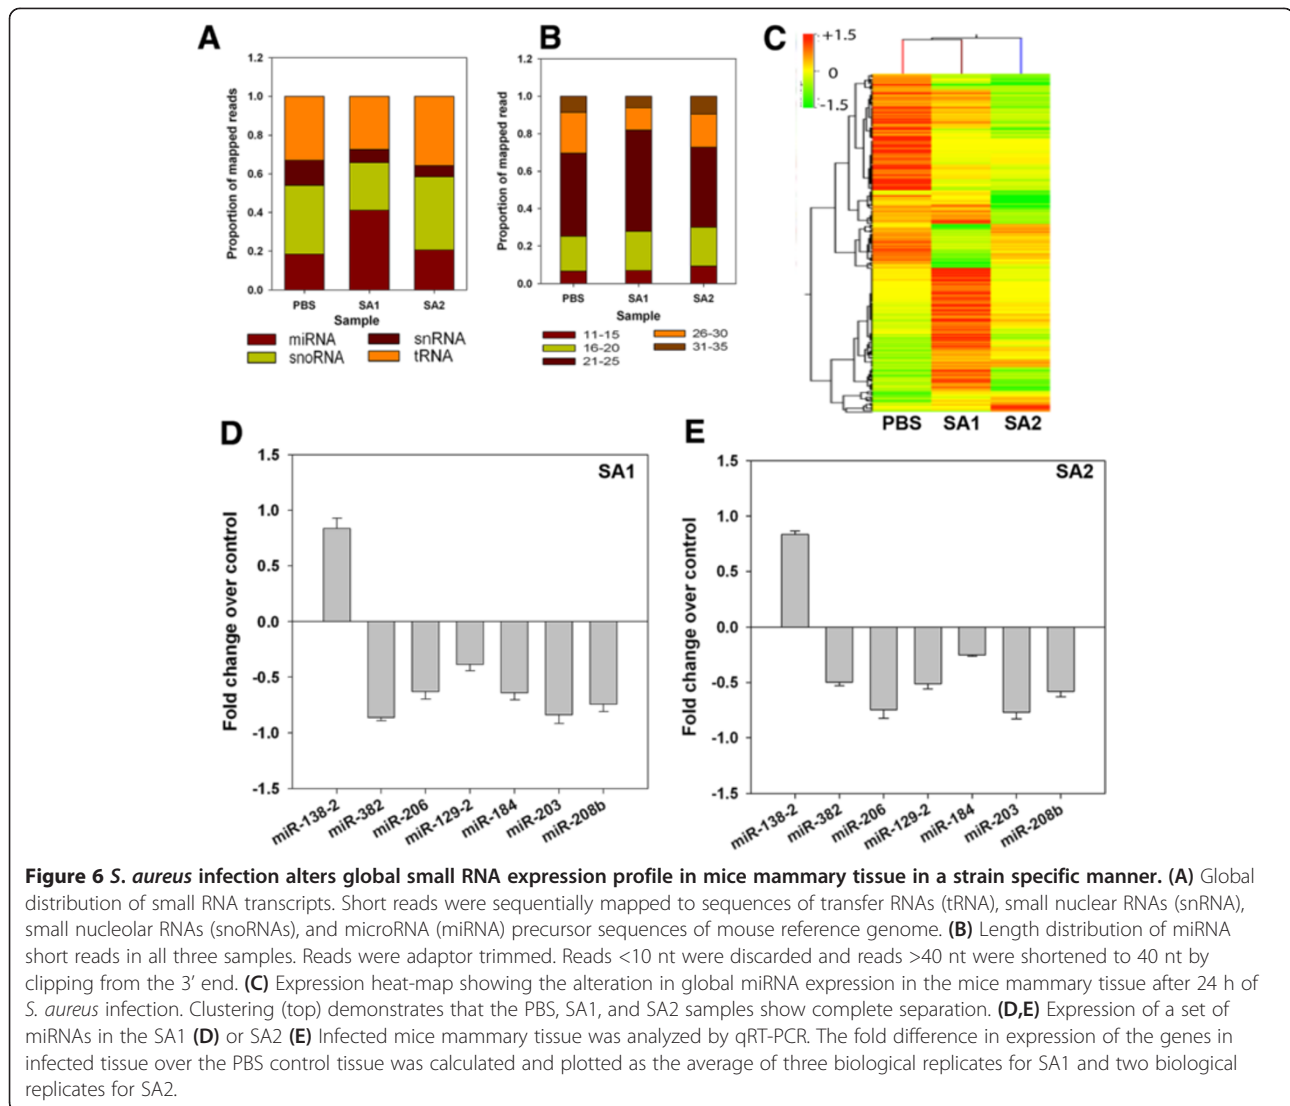 A
Proportion of mapped reads
1.2
1.0
0.8
0.6
0.4
0.2
0.0
PBS
SA1
SA2
Sample
miRNA
snRNA
snoRNA
tRNA
B
Proportion of mapped read
1.2
1.0
0.8
0.6
0.4
0.2
0.0
PBS
SA1
SA2
Sample
11-15
26-30
16-20
31-35
21-25
C
+1.5
0
-1.5
PBS
SA1
SA2
D
Fold change over control
SA1
1.5
1.0
0.5
0.0
-0.5
-1.0
-1.5
miR-138-2
miR-382
miR-206
miR-129-2
miR-184
miR-203
miR-208b
E
Fold change over control
SA2
1.5
1.0
0.5
0.0
-0.5
-1.0
-1.5
miR-138-2
miR-382
miR-206
miR-129-2
miR-184
miR-203
miR-208b
Figure 6 S. aureus infection alters global small RNA expression profile in mice mammary tissue in a strain specific manner. (A) Global
distribution of small RNA transcripts. Short reads were sequentially mapped to sequences of transfer RNAs (tRNA), small nuclear RNAs (snRNA),
small nucleolar RNAs (snoRNAs), and microRNA (miRNA) precursor sequences of mouse reference genome. (B) Length distribution of miRNA
short reads in all three samples. Reads were adaptor trimmed. Reads <10 nt were discarded and reads >40 nt were shortened to 40 nt by
clipping from the 3’ end. (C) Expression heat-map showing the alteration in global miRNA expression in the mice mammary tissue after 24 h of
S. aureus infection. Clustering (top) demonstrates that the PBS, SA1, and SA2 samples show complete separation. (D,E) Expression of a set of
miRNAs in the SA1 (D) or SA2 (E) Infected mice mammary tissue was analyzed by qRT-PCR. The fold difference in expression of the genes in
infected tissue over the PBS control tissue was calculated and plotted as the average of three biological replicates for SA1 and two biological
replicates for SA2.